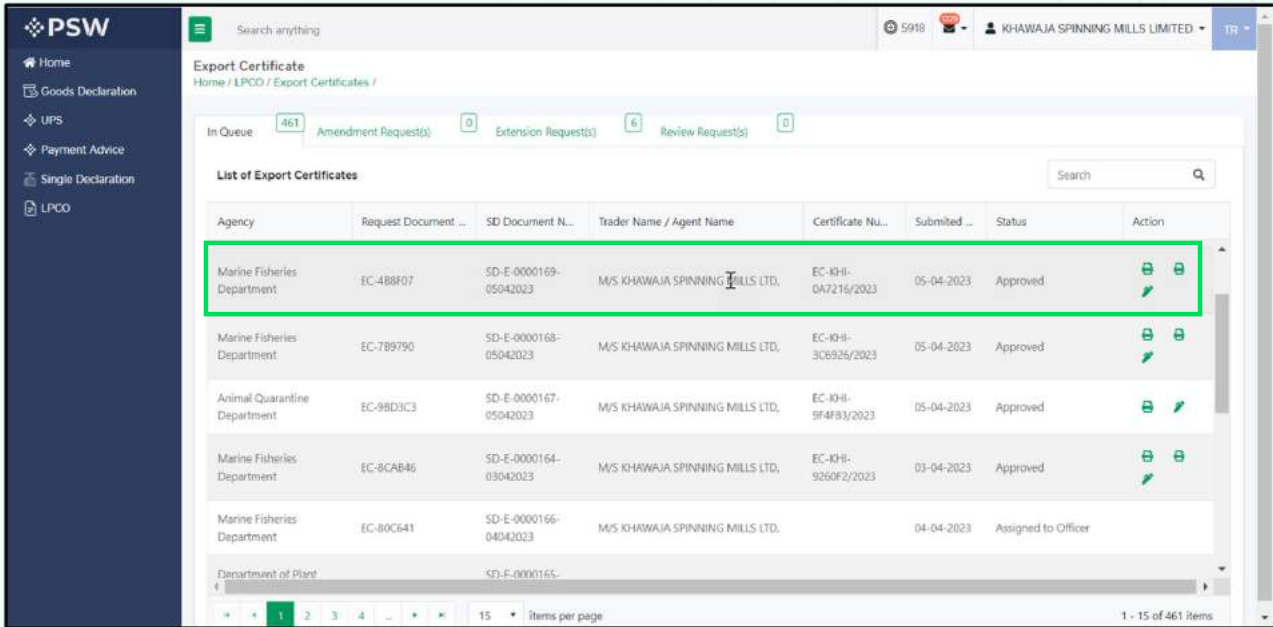 PSW
Search anything
5918
KHAWAJA SPINNING MILLS LIMITED
TR
Home
Goods Declaration
UPS
Payment Advice
Single Declaration
LPCO
Export Certificate
Home / LPCO / Export Certificates /
In Queue 461 Amendment Request(s) 0 Extension Request(s) 6 Review Request(s) 0
List of Export Certificates
Search
Agency Request Document ... SD Document N... Trader Name / Agent Name Certificate Nu... Submited ... Status Action
Marine Fisheries SD-E-0000169- EC-KHI-
Department EC-4B8F07 05042023 M/S KHAWAJA SPINNING MILLS LTD, 0A7216/2023 05-04-2023 Approved
Marine Fisheries SD-E-0000168- EC-KHI-
Department EC-7B9790 05042023 M/S KHAWAJA SPINNING MILLS LTD, 3C6926/2023 05-04-2023 Approved
Animal Quarantine SD-E-0000167- EC-KHI-
Department EC-98D3C3 05042023 M/S KHAWAJA SPINNING MILLS LTD, 9F4FB3/2023 05-04-2023 Approved
Marine Fisheries SD-E-0000164- EC-KHI-
Department EC-8CAB46 03042023 M/S KHAWAJA SPINNING MILLS LTD, 9260F2/2023 03-04-2023 Approved
Marine Fisheries SD-E-0000166-
Department EC-80C641 04042023 M/S KHAWAJA SPINNING MILLS LTD, 04-04-2023 Assigned to Officer
Department of Plant SD-E-0000165-
1 2 3 4 ... 15 items per page 1 - 15 of 461 items